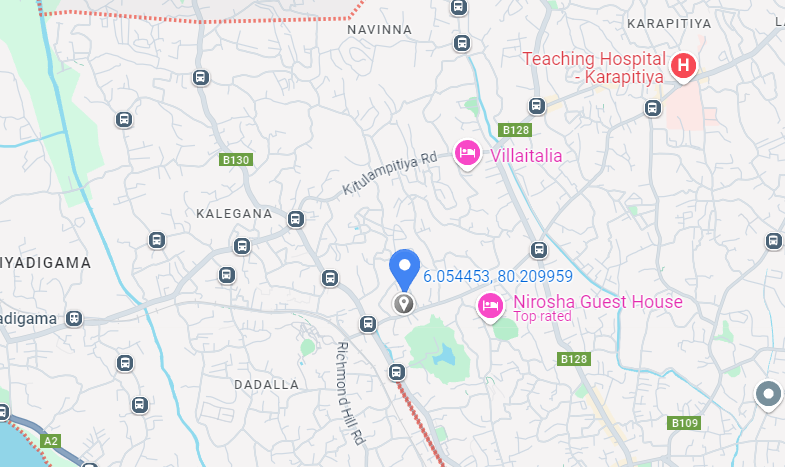 NAVINNA
KARAPITIYA
Teaching Hospital
- Karapitiya
H
B128
Villaitalia
B130
Kitulampitiya Rd
KALEGANA
IYADIGAMA
6.054453, 80.209959
Nirosha Guest House
Top rated
adigama
Richmond Hill Rd
B128
DADALLA
B109
A2